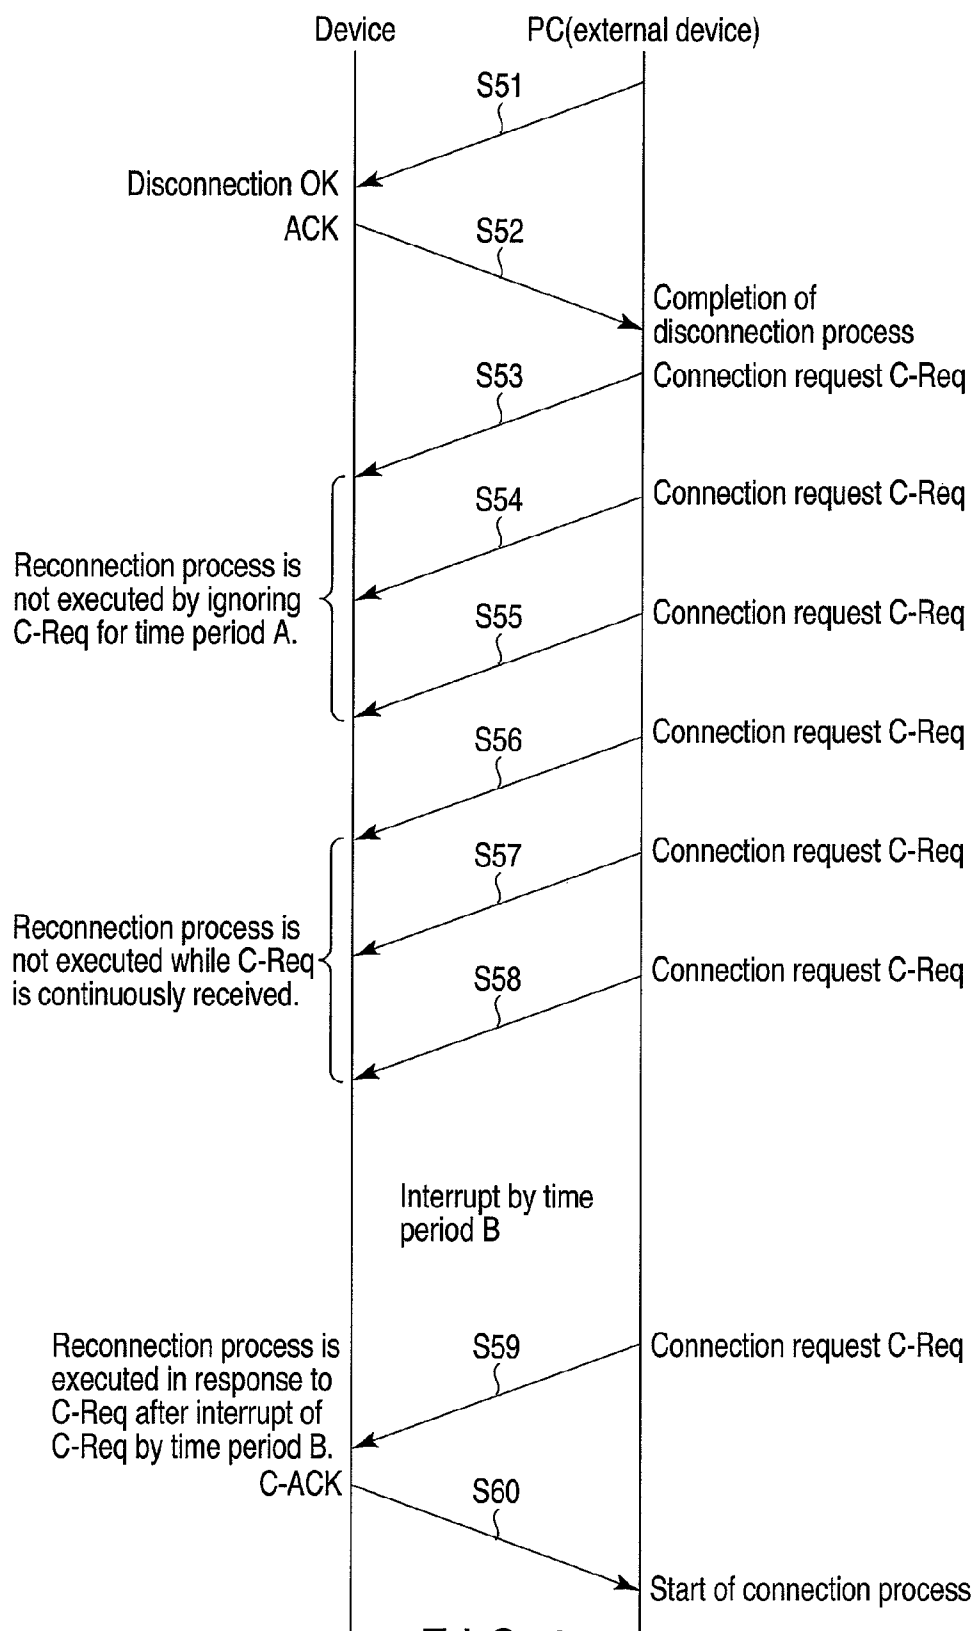 Device
PC(external device)
S51
Disconnection OK
ACK
S52
Completion of
disconnection process
S53
Connection request C-Req
S54
Connection request C-Req
Reconnection process is
not executed by ignoring
C-Req for time period A.
S55
Connection request C-Req
S56
Connection request C-Req
S57
Connection request C-Req
Reconnection process is
not executed while C-Req
is continuously received.
S58
Connection request C-Req
Interrupt by time
period B
Reconnection process is
executed in response to
C-Req after interrupt of
C-Req by time period B.
S59
Connection request C-Req
C-ACK
S60
Start of connection process